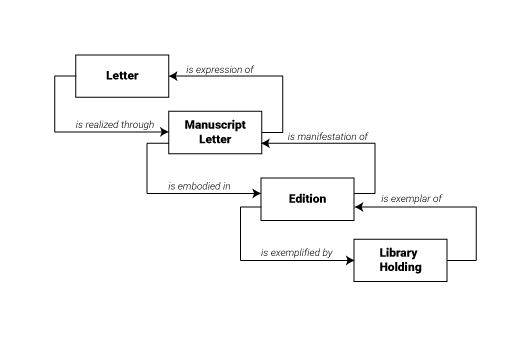 Letter
is expression of
is realized through
Manuscript
Letter
is manifestation of
is embodied in
Edition
is exemplar of
is exemplified by
Library
Holding